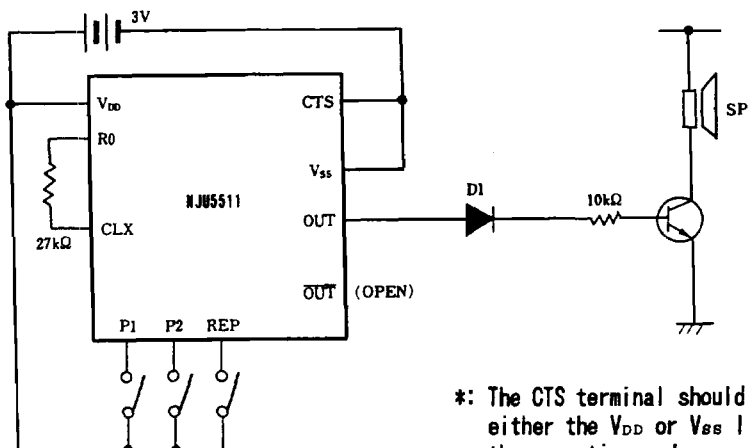 3V
VDD
CTS
R0
VSS
SP
NJU5511
D1
10kΩ
CLX
OUT
27kΩ
OUT (OPEN)
P1 P2 REP
*: The CTS terminal should
either the VDD or VSS